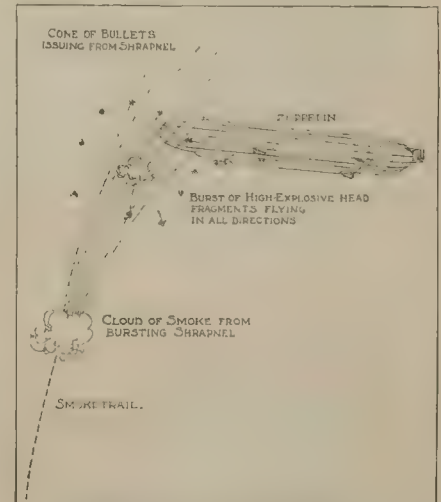 CONE OF BULLETS
ISSUING FROM SHRAPNEL
ZEPPELIN
BURST OF HIGH-EXPLOSIVE HEAD
FRAGMENTS FLYING
IN ALL DIRECTIONS
CLOUD OF SMOKE FROM
BURSTING SHRAPNEL
SMOKE TRAIL.